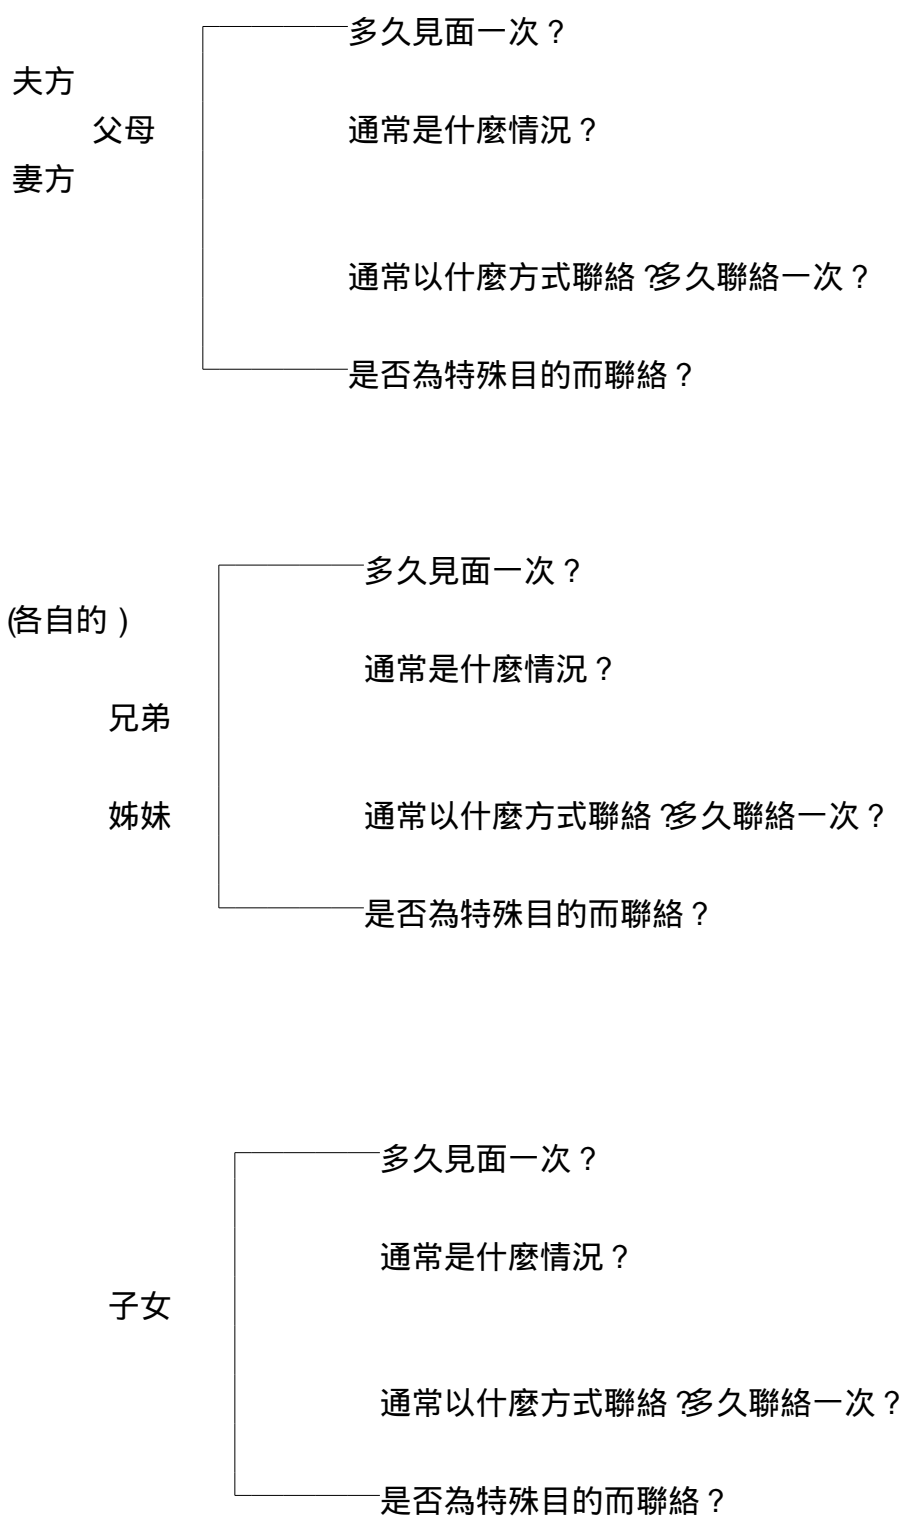 多久見面一次？
夫方
父母
通常是什麼情況？
妻方
通常以什麼方式聯絡？多久聯絡一次？
是否為特殊目的而聯絡？
多久見面一次？
(各自的)
通常是什麼情況？
兄弟
姊妹
通常以什麼方式聯絡？多久聯絡一次？
是否為特殊目的而聯絡？
多久見面一次？
通常是什麼情況？
子女
通常以什麼方式聯絡？多久聯絡一次？
是否為特殊目的而聯絡？